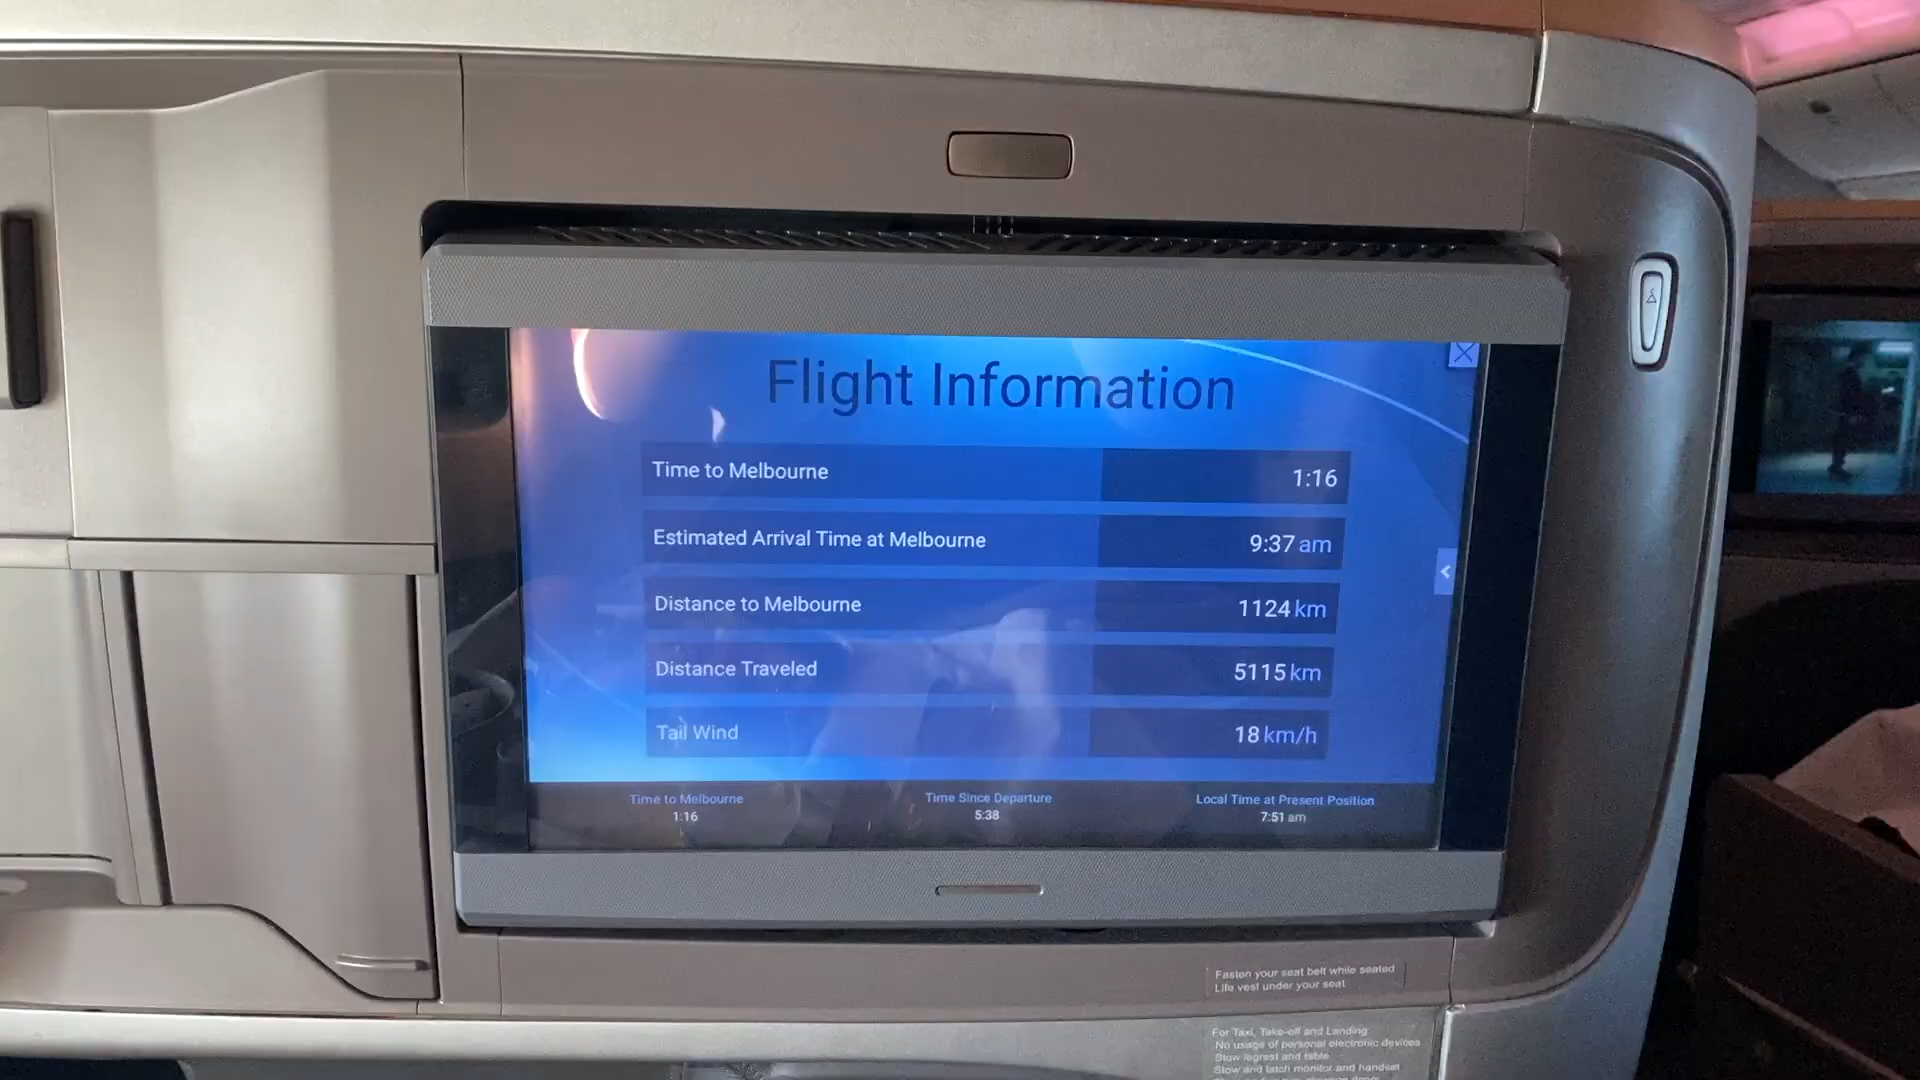 Flight Information
Time to Melbourne 1:16
Estimated Arrival Time at Melbourne 9:37 am
Distance to Melbourne 1124 km
Distance Traveled 5115 km
Tail Wind 18 km/h
Time to Melbourne Time Since Departure Local Time at Present Position
1:16 5:38 7:51 am
Fasten your seat belt while seated
Life vest under your seat
For Taxi, Take-off and Landing
No usage of personal electronic devices
Stow legrest and table
Stow and latch monitor and handset